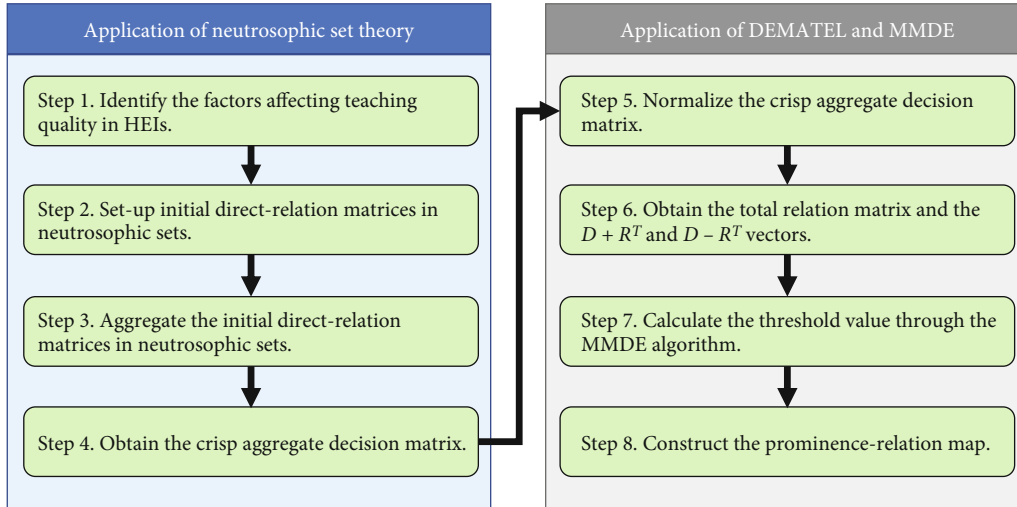 Application of neutrosophic set theory
Step 1. Identify the factors affecting teaching
quality in HEIs.
Step 2. Set-up initial direct-relation matrices in
neutrosophic sets.
Step 3. Aggregate the initial direct-relation
matrices in neutrosophic sets.
Step 4. Obtain the crisp aggregate decision matrix.
Application of DEMATEL and MMDE
Step 5. Normalize the crisp aggregate decision
matrix.
Step 6. Obtain the total relation matrix and the
D + Rᵀ and D – Rᵀ vectors.
Step 7. Calculate the threshold value through the
MMDE algorithm.
Step 8. Construct the prominence-relation map.